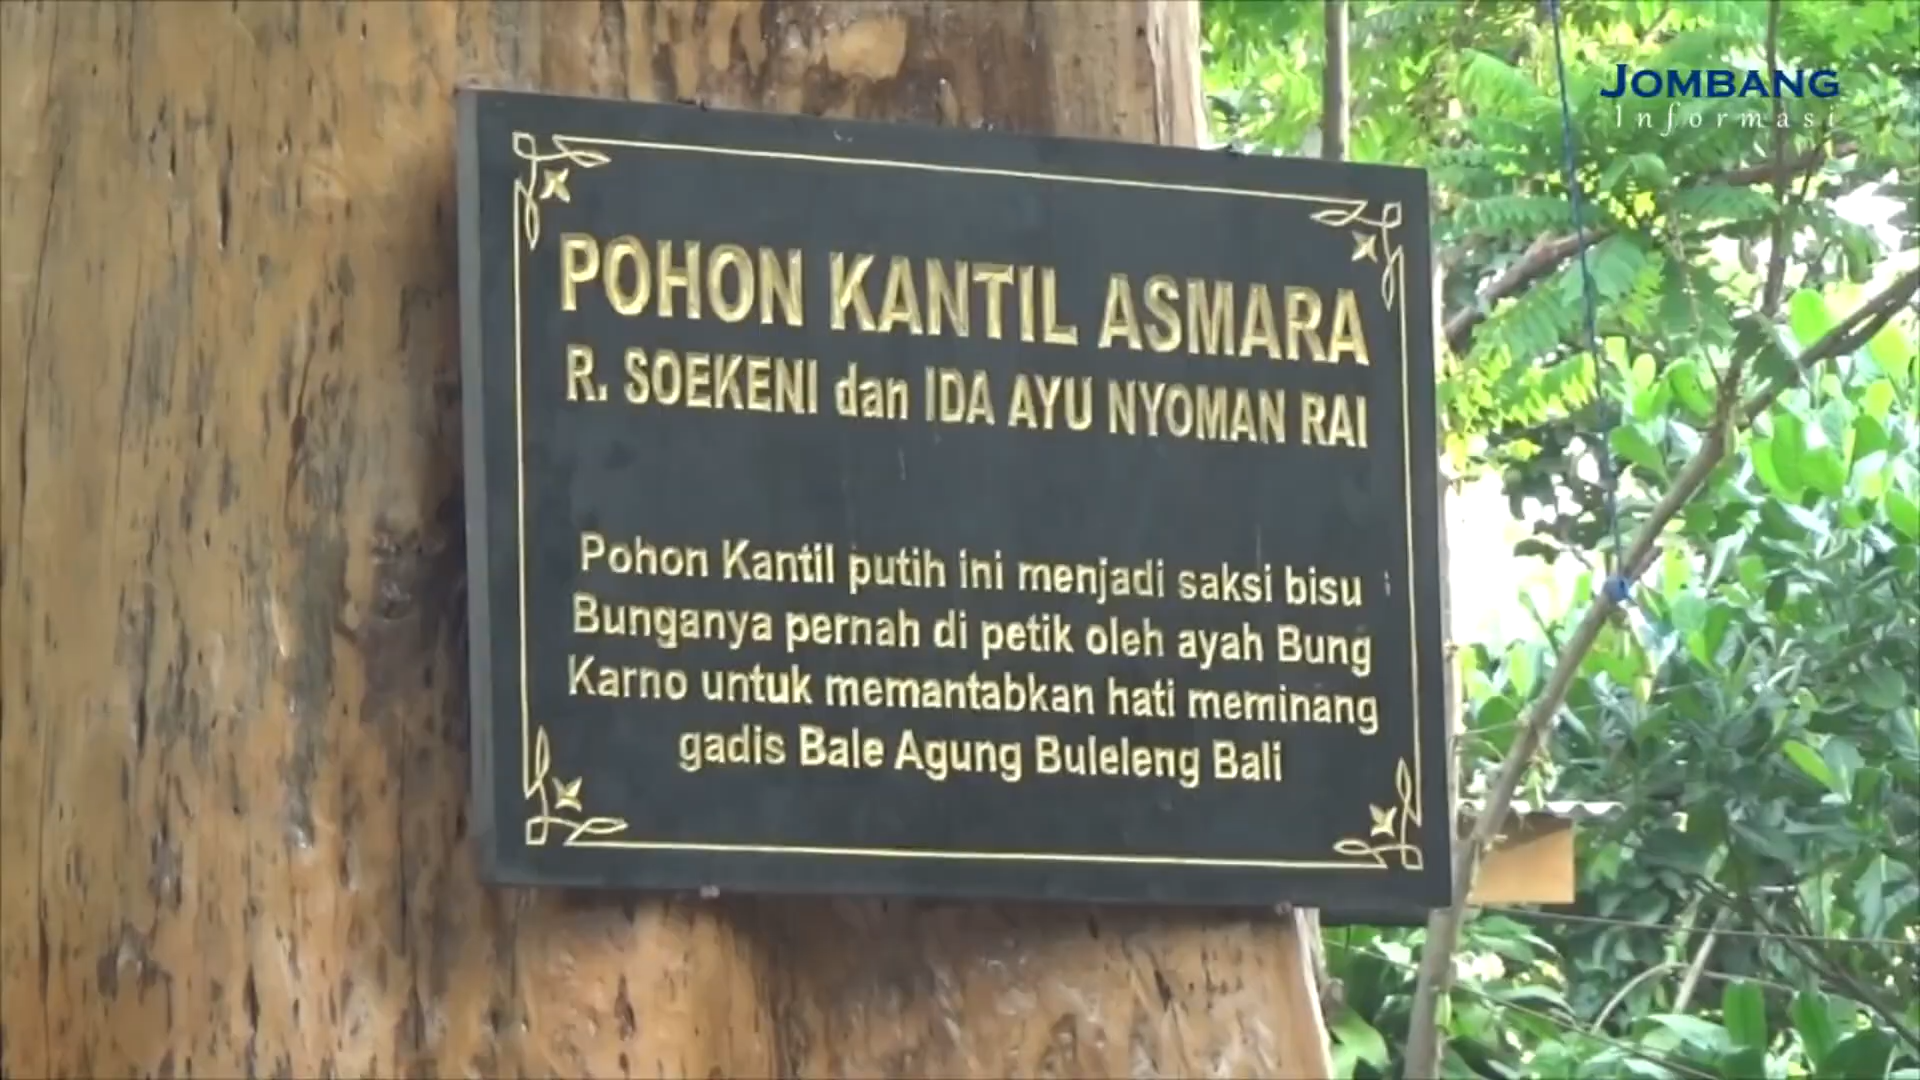 JOMBANG
Informasi
POHON KANTIL ASMARA
R. SOEKENI dan IDA AYU NYOMAN RAI
Pohon Kantil putih ini menjadi saksi bisu
Bunganya pernah di petik oleh ayah Bung
Karno untuk memantabkan hati meminang
gadis Bale Agung Buleleng Bali